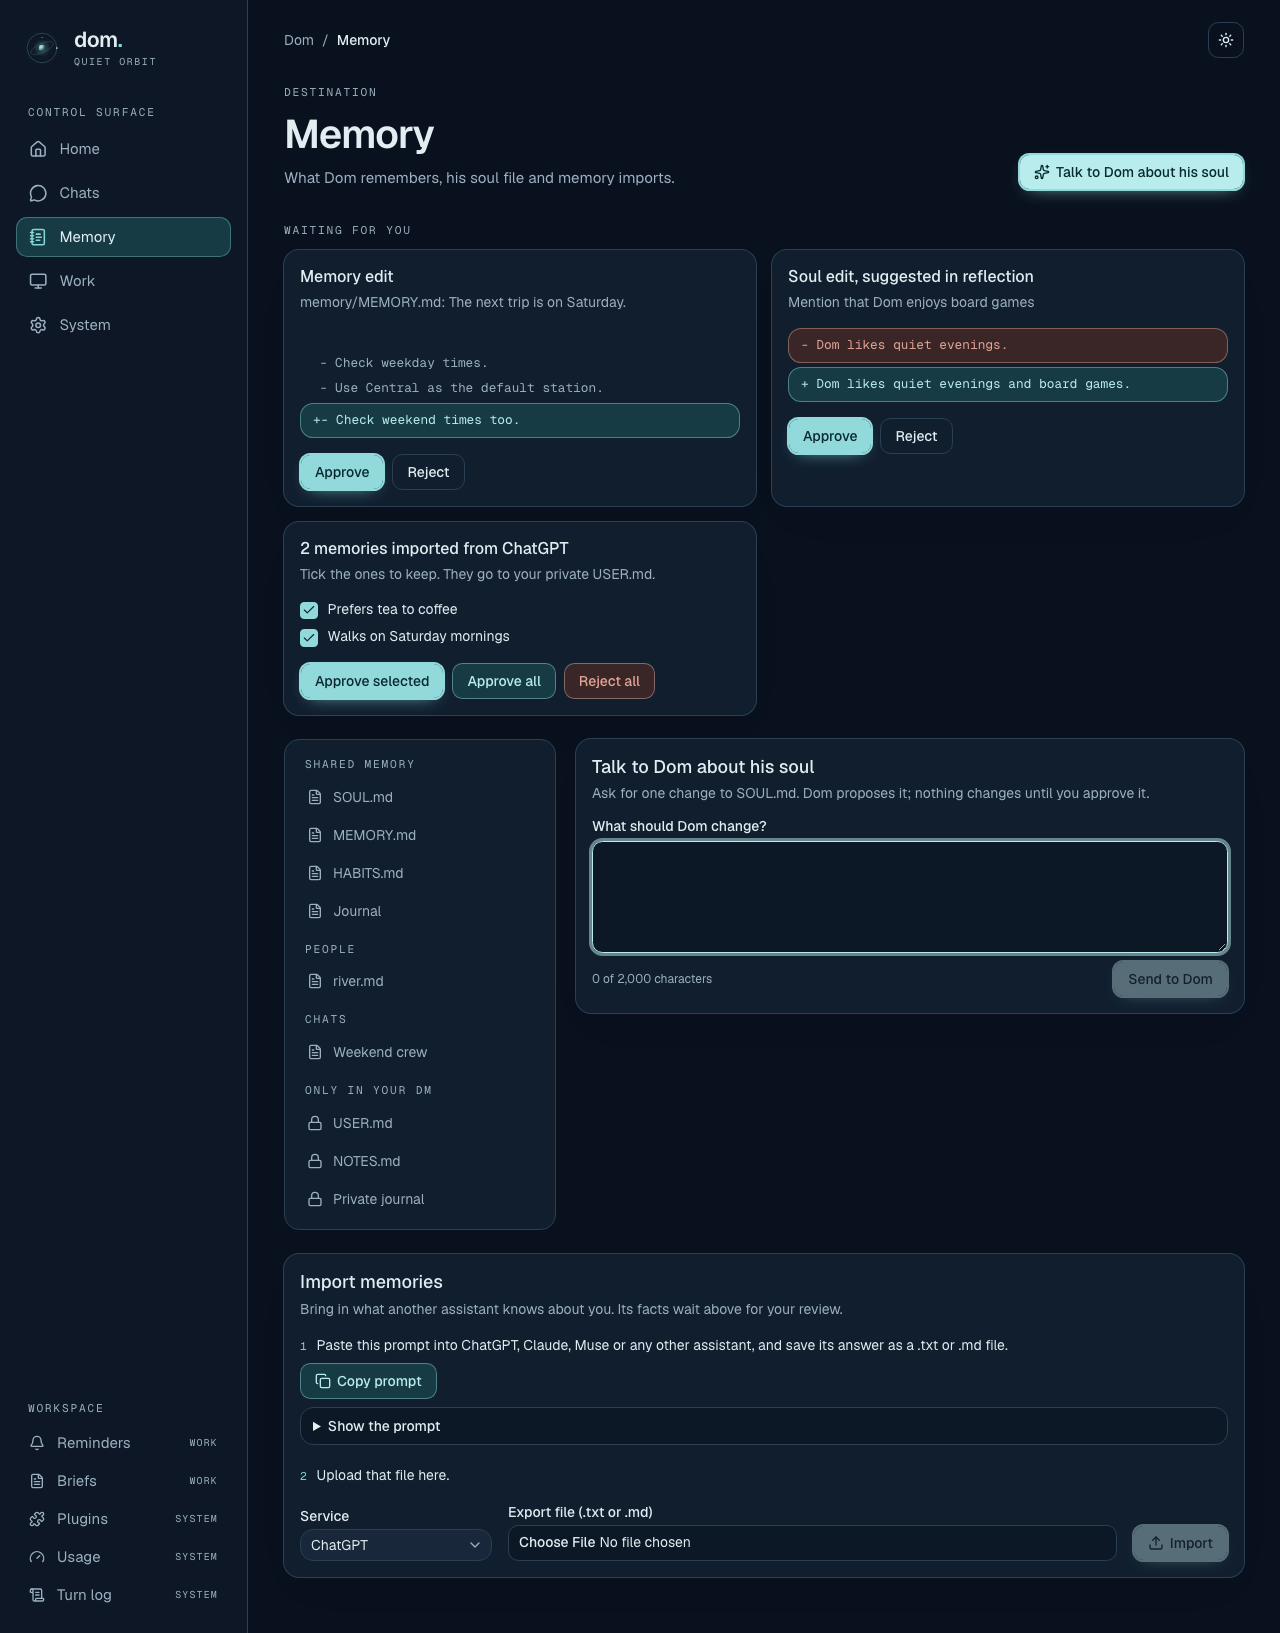 dom.
QUIET ORBIT
CONTROL SURFACE
Home
Chats
Memory
Work
System
WORKSPACE
Reminders WORK
Briefs WORK
Plugins SYSTEM
Usage SYSTEM
Turn log SYSTEM
Dom / Memory
DESTINATION
Memory
What Dom remembers, his soul file and memory imports.
Talk to Dom about his soul
WAITING FOR YOU
Memory edit
memory/MEMORY.md: The next trip is on Saturday.
- Check weekday times.
- Use Central as the default station.
+- Check weekend times too.
Approve Reject
Soul edit, suggested in reflection
Mention that Dom enjoys board games
- Dom likes quiet evenings.
+ Dom likes quiet evenings and board games.
Approve Reject
2 memories imported from ChatGPT
Tick the ones to keep. They go to your private USER.md.
Prefers tea to coffee
Walks on Saturday mornings
Approve selected Approve all Reject all
SHARED MEMORY
SOUL.md
MEMORY.md
HABITS.md
Journal
PEOPLE
river.md
CHATS
Weekend crew
ONLY IN YOUR DM
USER.md
NOTES.md
Private journal
Talk to Dom about his soul
Ask for one change to SOUL.md. Dom proposes it; nothing changes until you approve it.
What should Dom change?
0 of 2,000 characters
Send to Dom
Import memories
Bring in what another assistant knows about you. Its facts wait above for your review.
1 Paste this prompt into ChatGPT, Claude, Muse or any other assistant, and save its answer as a .txt or .md file.
Copy prompt
Show the prompt
2 Upload that file here.
Service
ChatGPT
Export file (.txt or .md)
Choose File No file chosen
Import